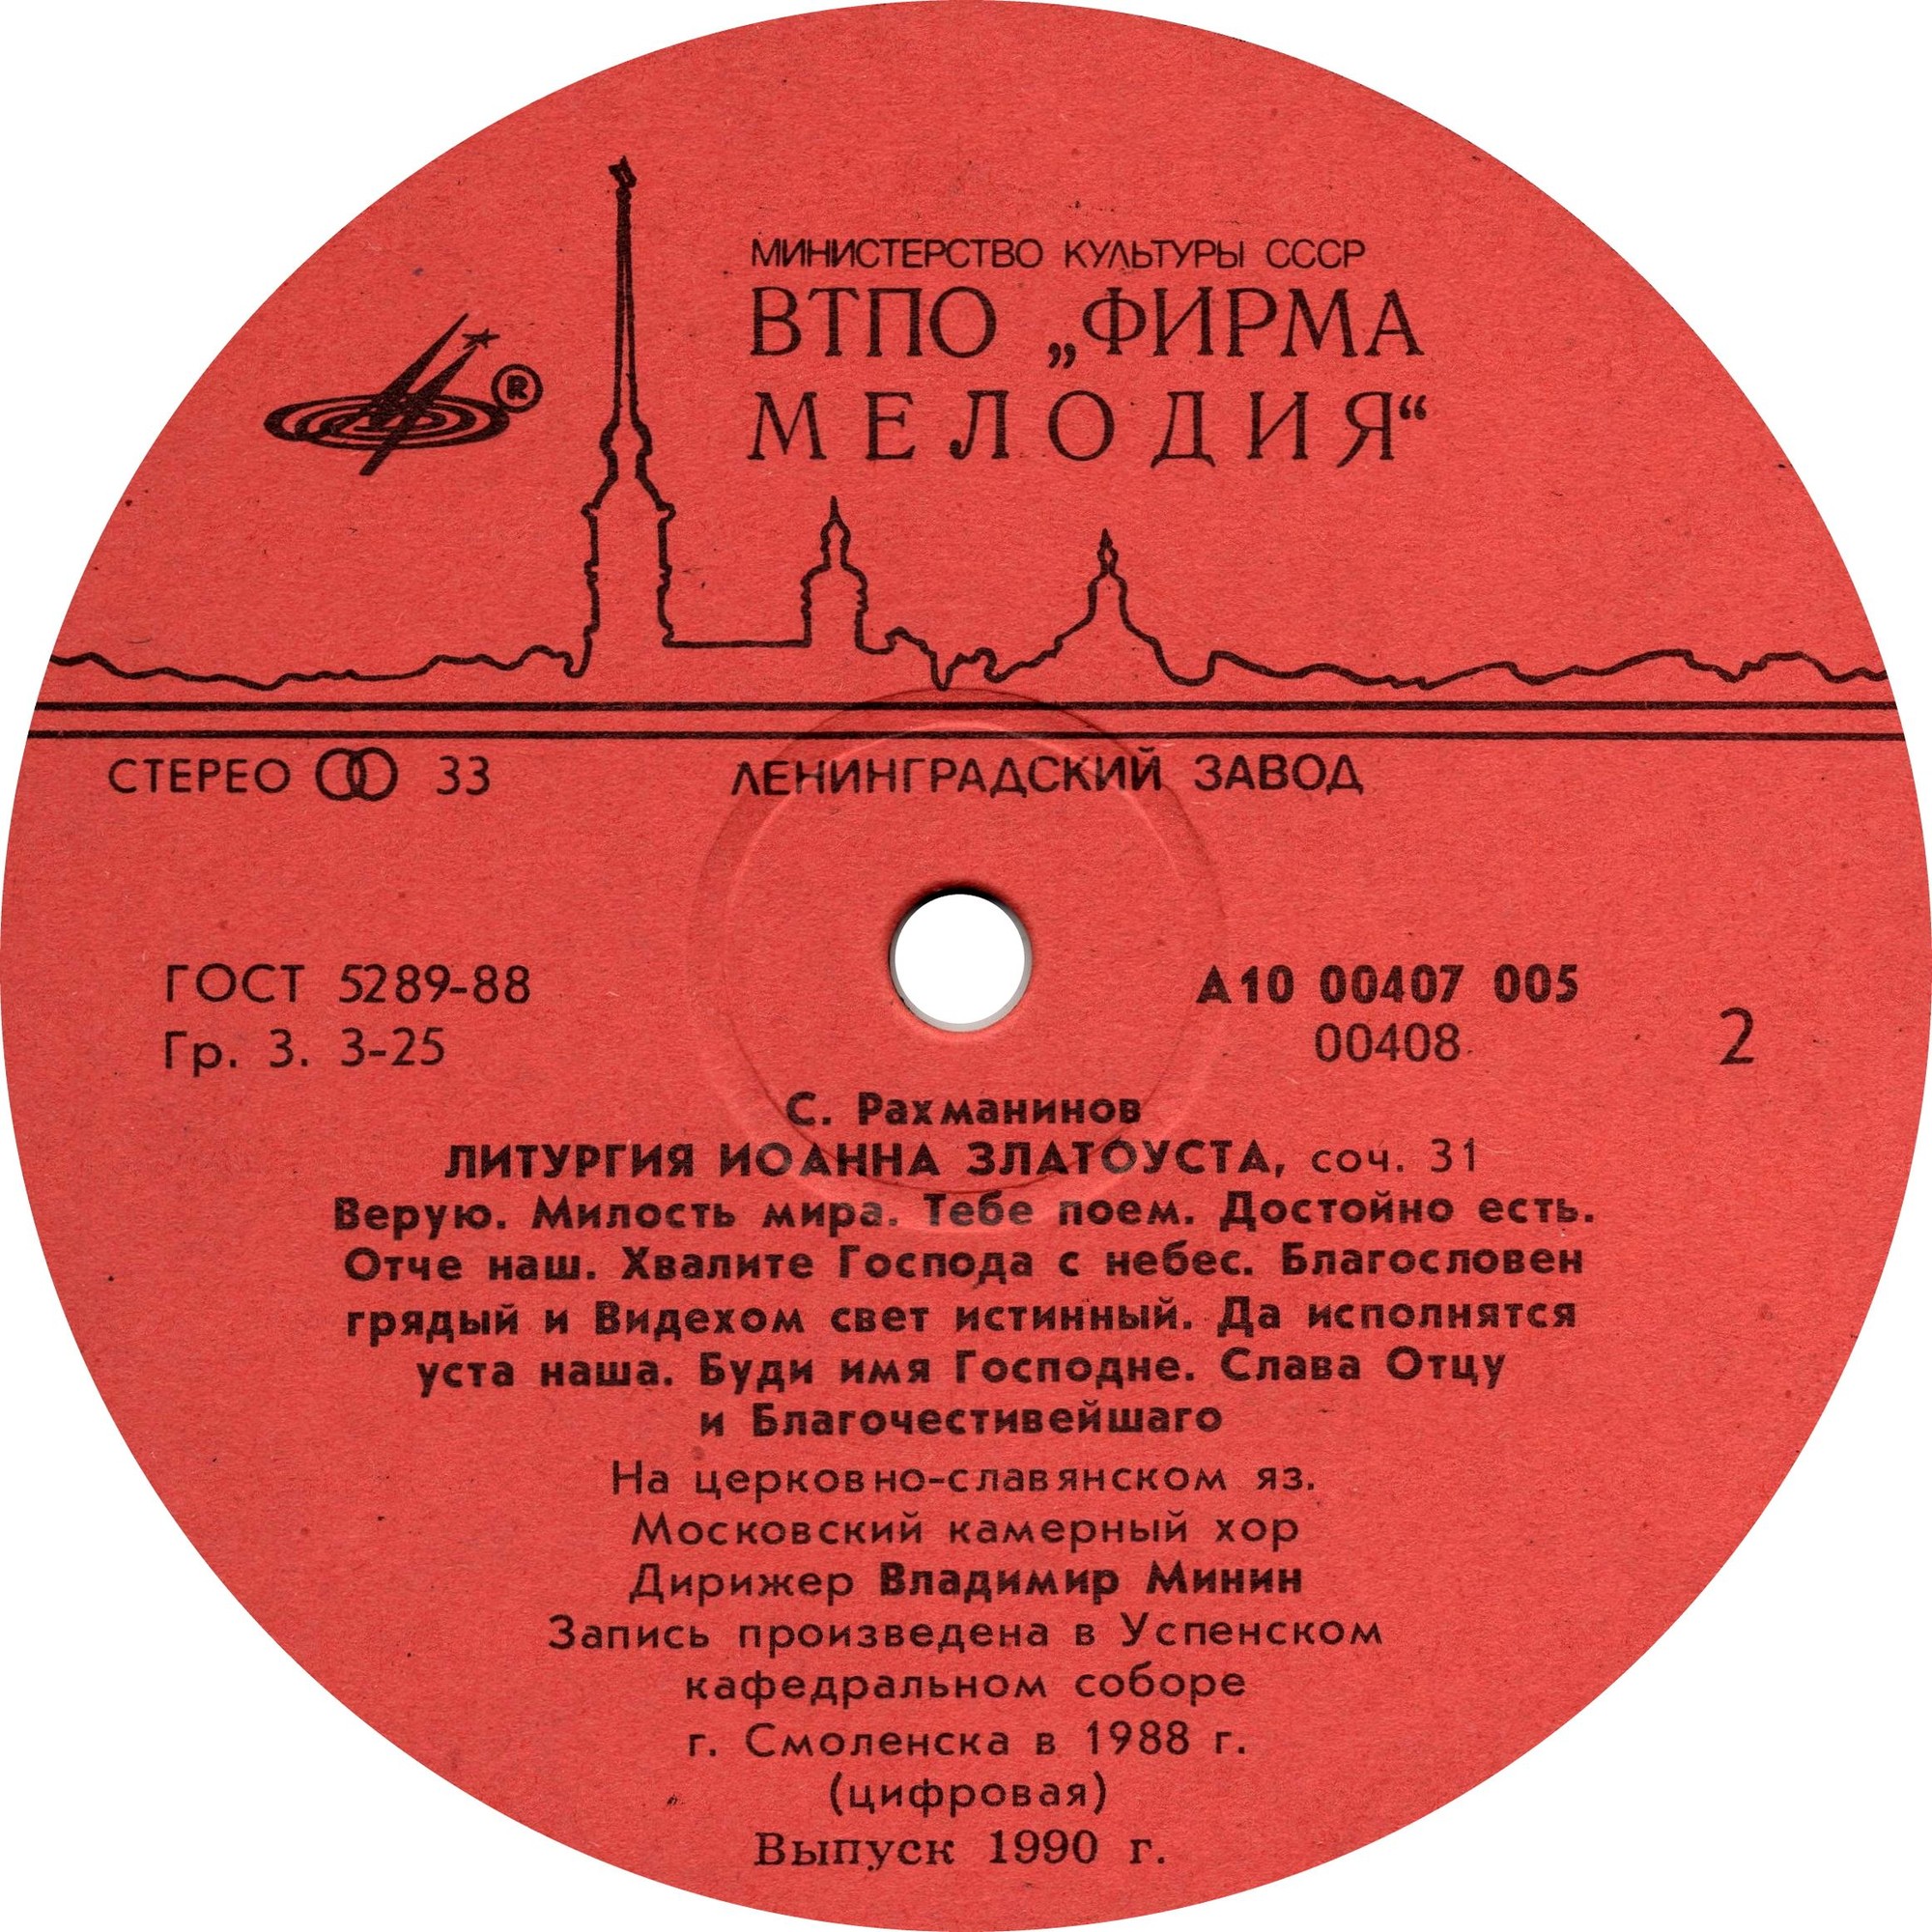 МИНИСТЕРСТВО КУЛЬТУРЫ СССР
ВТПО „ФИРМА
МЕЛОДИЯ“
®
СТЕРЕО 33
ЛЕНИНГРАДСКИЙ ЗАВОД
ГОСТ 5289-88
Гр. 3. 3-25
А10 00407 005
00408
2
С. Рахманинов
ЛИТУРГИЯ ИОАННА ЗЛАТОУСТА, соч. 31
Верую. Милость мира. Тебе поем. Достойно есть.
Отче наш. Хвалите Господа с небес. Благословен
грядый и Видехом свет истинный. Да исполнятся
уста наша. Буди имя Господне. Слава Отцу
и Благочестивейшаго
На церковно-славянском яз.
Московский камерный хор
Дирижер Владимир Минин
Запись произведена в Успенском
кафедральном соборе
г. Смоленска в 1988 г.
(цифровая)
Выпуск 1990 г.